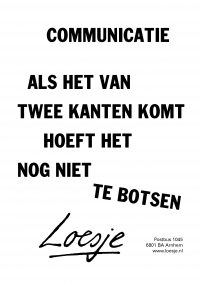 COMMUNICATIE
ALS HET VAN
TWEE KANTEN KOMT
HOEFT HET
NOG NIET
TE BOTSEN
Loesje
Postbus 1045
6801 BA Arnhem
www.loesje.nl